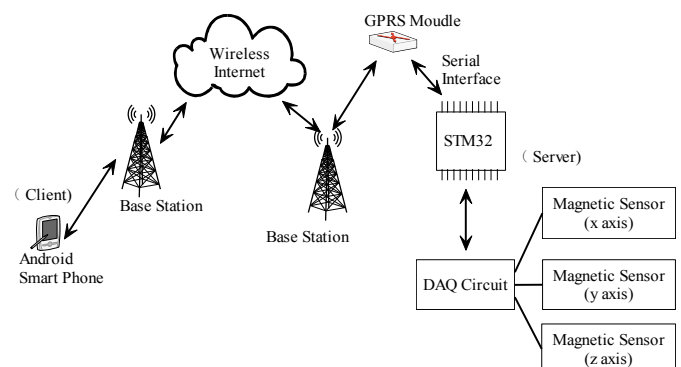 GPRS Moudle
Wireless
Internet
Serial
Interface
STM32
( Server)
( Client)
Base Station
Base Station
Android
Smart Phone
DAQ Circuit
Magnetic Sensor
(x axis)
Magnetic Sensor
(y axis)
Magnetic Sensor
(z axis)